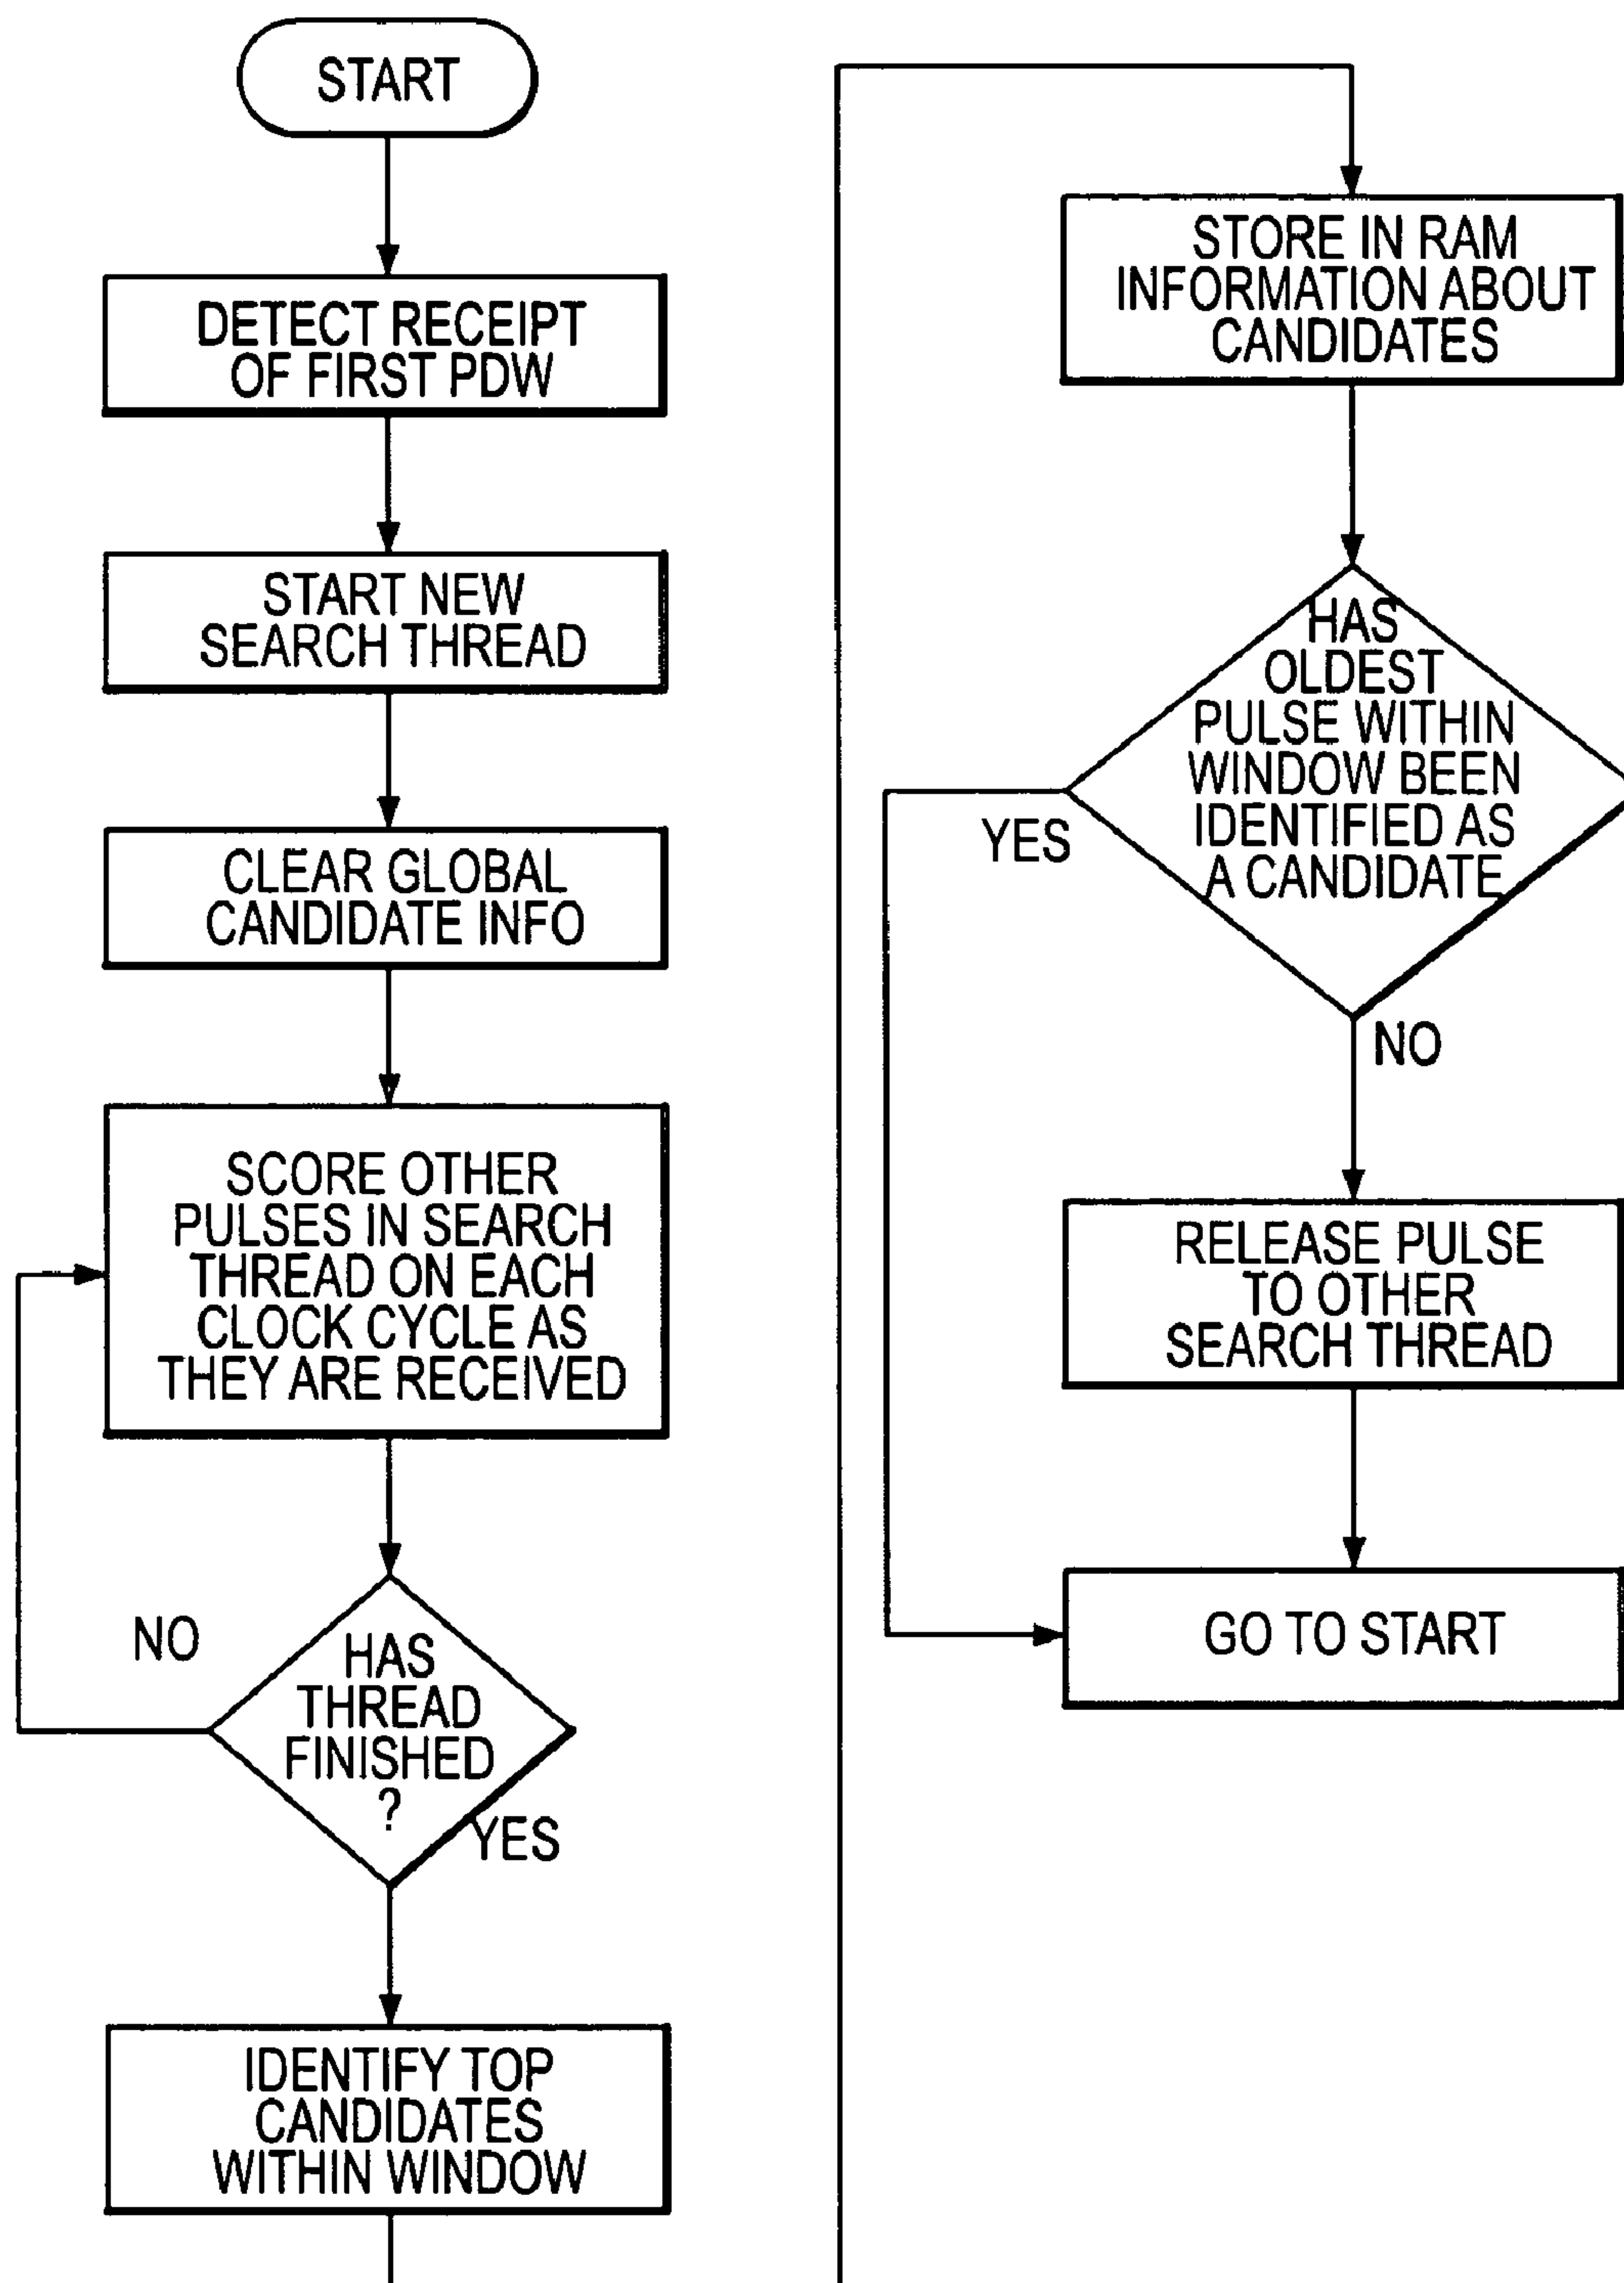 START
DETECT RECEIPT
OF FIRST PDW
START NEW
SEARCH THREAD
CLEAR GLOBAL
CANDIDATE INFO
SCORE OTHER
PULSES IN SEARCH
THREAD ON EACH
CLOCK CYCLE AS
THEY ARE RECEIVED
NO
HAS
THREAD
FINISHED
?
YES
IDENTIFY TOP
CANDIDATES
WITHIN WINDOW
STORE IN RAM
INFORMATION ABOUT
CANDIDATES
HAS
OLDEST
PULSE WITHIN
WINDOW BEEN
IDENTIFIED AS
A CANDIDATE
YES
NO
RELEASE PULSE
TO OTHER
SEARCH THREAD
GO TO START